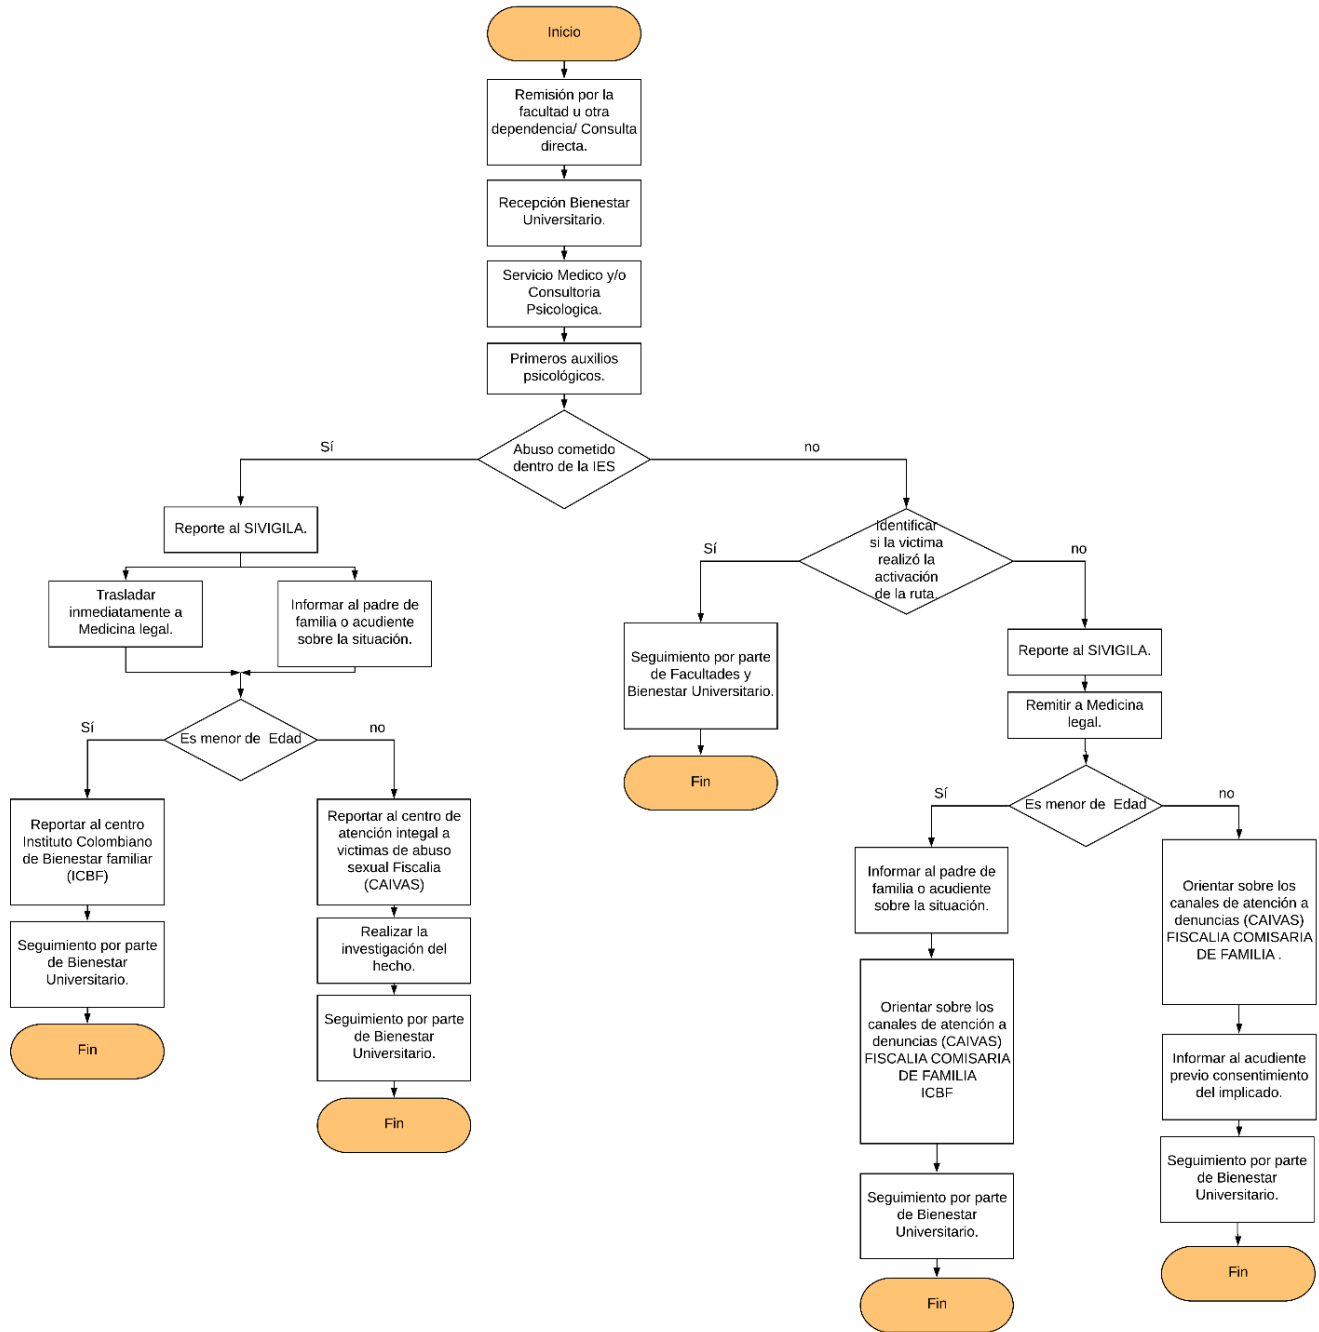 Inicio
Remisión por la
facultad u otra
dependencia/ Consulta
directa.
Recepción Bienestar
Universitario.
Servicio Medico y/o
Consultoria
Psicologica.
Primeros auxilios
psicológicos.
Abuso cometido
dentro de la IES
Sí
no
Reporte al SIVIGILA.
Trasladar
inmediatamente a
Medicina legal.
Informar al padre de
familia o acudiente
sobre la situación.
Es menor de  Edad
Sí
no
Reportar al centro
Instituto Colombiano
de Bienestar familiar
(ICBF)
Seguimiento por parte
de Bienestar
Universitario.
Fin
Reportar al centro de
atención integal a
victimas de abuso
sexual Fiscalia
(CAIVAS)
Realizar la
investigación del
hecho.
Seguimiento por parte
de Bienestar
Universitario.
Fin
Identificar
si la victima
realizó la
activación
de la ruta.
Sí
no
Seguimiento por parte
de Facultades y
Bienestar Universitario.
Fin
Reporte al SIVIGILA.
Remitir a Medicina
legal.
Es menor de  Edad
Sí
no
Informar al padre de
familia o acudiente
sobre la situación.
Orientar sobre los
canales de atención a
denuncias (CAIVAS)
FISCALIA COMISARIA
DE FAMILIA
ICBF
Seguimiento por parte
de Bienestar
Universitario.
Fin
Orientar sobre los
canales de atención a
denuncias (CAIVAS)
FISCALIA COMISARIA
DE FAMILIA .
Informar al acudiente
previo consentimiento
del implicado.
Seguimiento por parte
de Bienestar
Universitario.
Fin